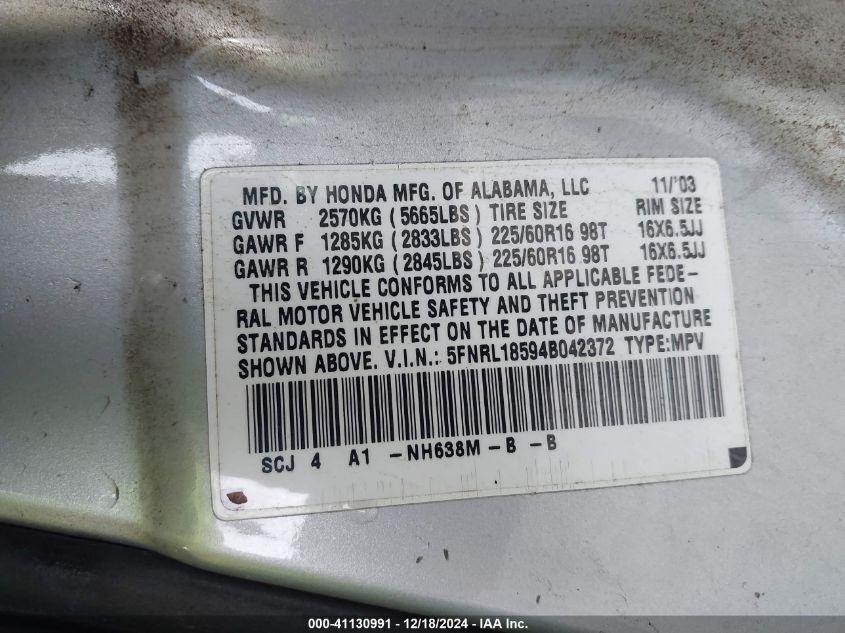 MFD. BY HONDA MFG. OF ALABAMA, LLC 11/'03
GVWR 2570KG ( 5665LBS ) TIRE SIZE RIM SIZE
GAWR F 1285KG ( 2833LBS ) 225/60R16 98T 16X6.5JJ
GAWR R 1290KG ( 2845LBS ) 225/60R16 98T 16X6.5JJ
THIS VEHICLE CONFORMS TO ALL APPLICABLE FEDE-
RAL MOTOR VEHICLE SAFETY AND THEFT PREVENTION
STANDARDS IN EFFECT ON THE DATE OF MANUFACTURE
SHOWN ABOVE. V.I.N.: 5FNRL18594B042372 TYPE:MPV
SCJ 4 A1 -NH638M -B -B
000-41130991 - 12/18/2024 - IAA Inc.